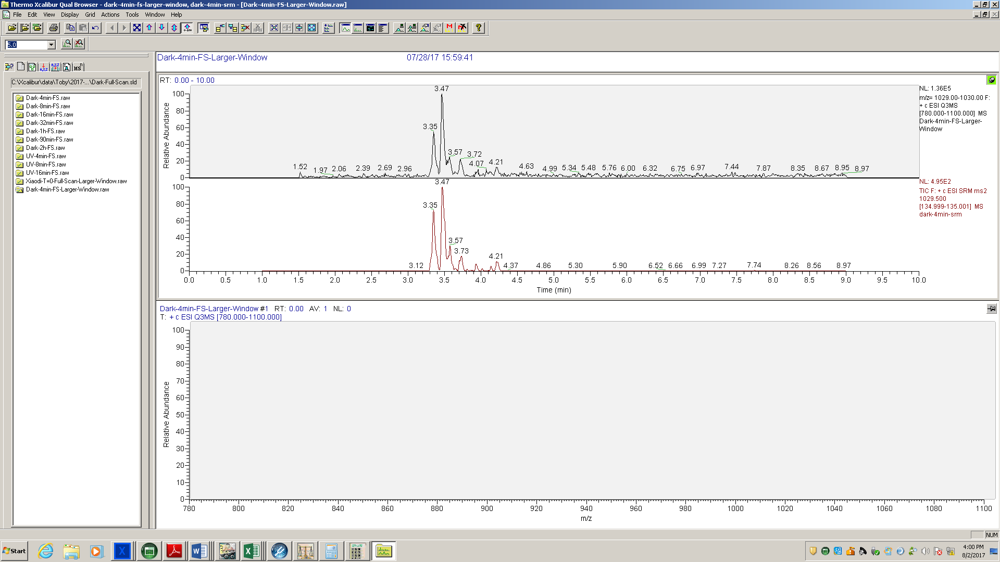 Thermo Xcalibur Qual Browser - dark-4min-fs-larger-window, dark-4min-srm - [Dark-4min-FS-Larger-Window.raw]
File Edit View Display Grid Actions Tools Window Help
5.0
C:\Xcalibur\data\Toby\2017-...\Dark-Full-Scan.sld
Dark-4min-FS.raw
Dark-8min-FS.raw
Dark-16min-FS.raw
Dark-32min-FS.raw
Dark-1h-FS.raw
Dark-90min-FS.raw
Dark-2h-FS.raw
UV-4min-FS.raw
UV-8min-FS.raw
UV-16min-FS.raw
Xiaodi-T=0-Full-Scan-Larger-Window.raw
Dark-4min-FS-Larger-Window.raw
Dark-4min-FS-Larger-Window 07/28/17 15:59:41
RT: 0.00 - 10.00
Relative Abundance
100
80
60
40
20
0
3.47
3.35
3.57 3.72
1.52 1.97 2.06 2.39 2.69 2.96 4.07 4.21 4.63 4.99 5.34 5.48 5.76 6.00 6.32 6.75 6.97 7.44 7.87 8.35 8.67 8.95 8.97
NL: 1.36E5
m/z= 1029.00-1030.00 F:
+ c ESI Q3MS
[780.000-1100.000] MS
Dark-4min-FS-Larger-
Window
100
80
60
40
20
0
3.47
3.35
3.57
3.73
3.12 4.21 4.37 4.86 5.30 5.90 6.52 6.66 6.99 7.27 7.74 8.26 8.56 8.97
NL: 4.95E2
TIC F: + c ESI SRM ms2
1029.500
[134.999-135.001] MS
dark-4min-srm
0.0 0.5 1.0 1.5 2.0 2.5 3.0 3.5 4.0 4.5 5.0 5.5 6.0 6.5 7.0 7.5 8.0 8.5 9.0 9.5 10.0
Time (min)
Dark-4min-FS-Larger-Window #1 RT: 0.00 AV: 1 NL: 0
T: + c ESI Q3MS [780.000-1100.000]
Relative Abundance
100
90
80
70
60
50
40
30
20
10
0
780 800 820 840 860 880 900 920 940 960 980 1000 1020 1040 1060 1080 1100
m/z
NUM
Start
4:00 PM
8/2/2017